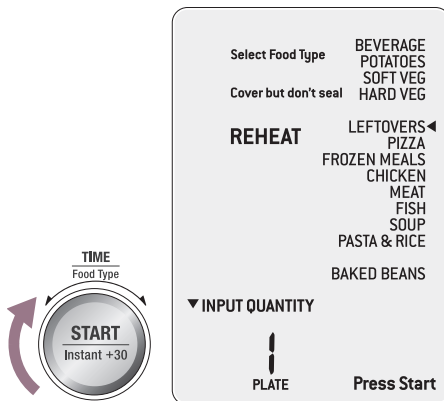 Select Food Type
BEVERAGE
POTATOES
SOFT VEG
Cover but don't seal
HARD VEG
REHEAT
LEFTOVERS
PIZZA
FROZEN MEALS
CHICKEN
MEAT
FISH
SOUP
PASTA & RICE
BAKED BEANS
INPUT QUANTITY
1
PLATE
Press Start
TIME
Food Type
START
Instant +30